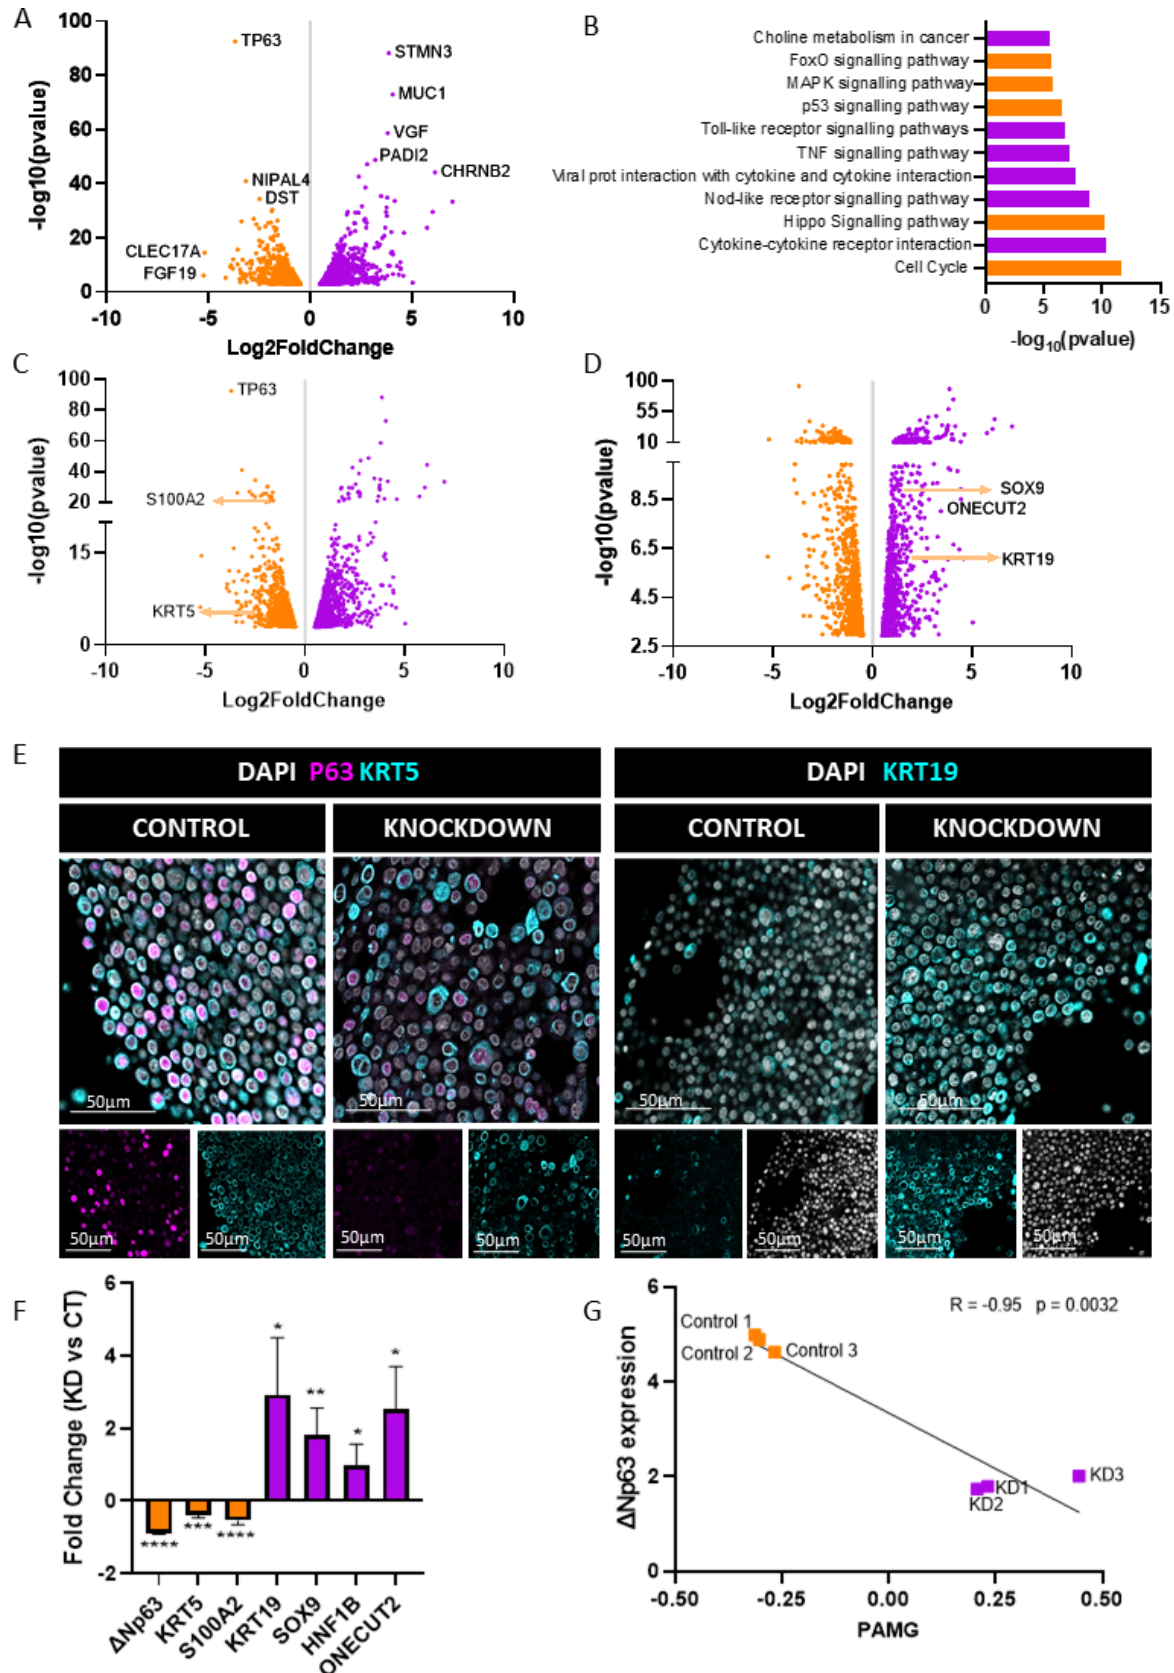 A
100
80
60
40
20
0
-10
-5
0
5
10
-log10(pvalue)
Log2FoldChange
TP63
STMN3
MUC1
VGF
PADI2
CHRNB2
NIPAL4
DST
CLEC17A
FGF19
B
Choline metabolism in cancer
FoxO signalling pathway
MAPK signalling pathway
p53 signalling pathway
Toll-like receptor signalling pathways
TNF signalling pathway
Viral prot interaction with cytokine and cytokine interaction
Nod-like receptor signalling pathway
Hippo Signalling pathway
Cytokine-cytokine receptor interaction
Cell Cycle
0
5
10
15
-log10(pvalue)
C
100
80
60
40
20
15
0
-10
-5
0
5
10
-log10(pvalue)
Log2FoldChange
TP63
S100A2
KRT5
D
100
55
10
8.5
6.5
4.5
2.5
-10
-5
0
5
10
-log10(pvalue)
Log2FoldChange
SOX9
ONECUT2
KRT19
E
DAPI P63 KRT5
DAPI KRT19
CONTROL
KNOCKDOWN
CONTROL
KNOCKDOWN
50μm
50μm
50μm
50μm
50μm
50μm
50μm
50μm
50μm
50μm
50μm
50μm
F
6
4
2
0
-2
Fold Change (KD vs CT)
****
***
****
*
**
*
*
ΔNp63
KRT5
S100A2
KRT19
SOX9
HNF1B
ONECUT2
G
R = -0.95 p = 0.0032
6
4
2
0
ΔNp63 expression
Control 1
Control 2
Control 3
KD1
KD2
KD3
-0.50
-0.25
0.00
0.25
0.50
PAMG